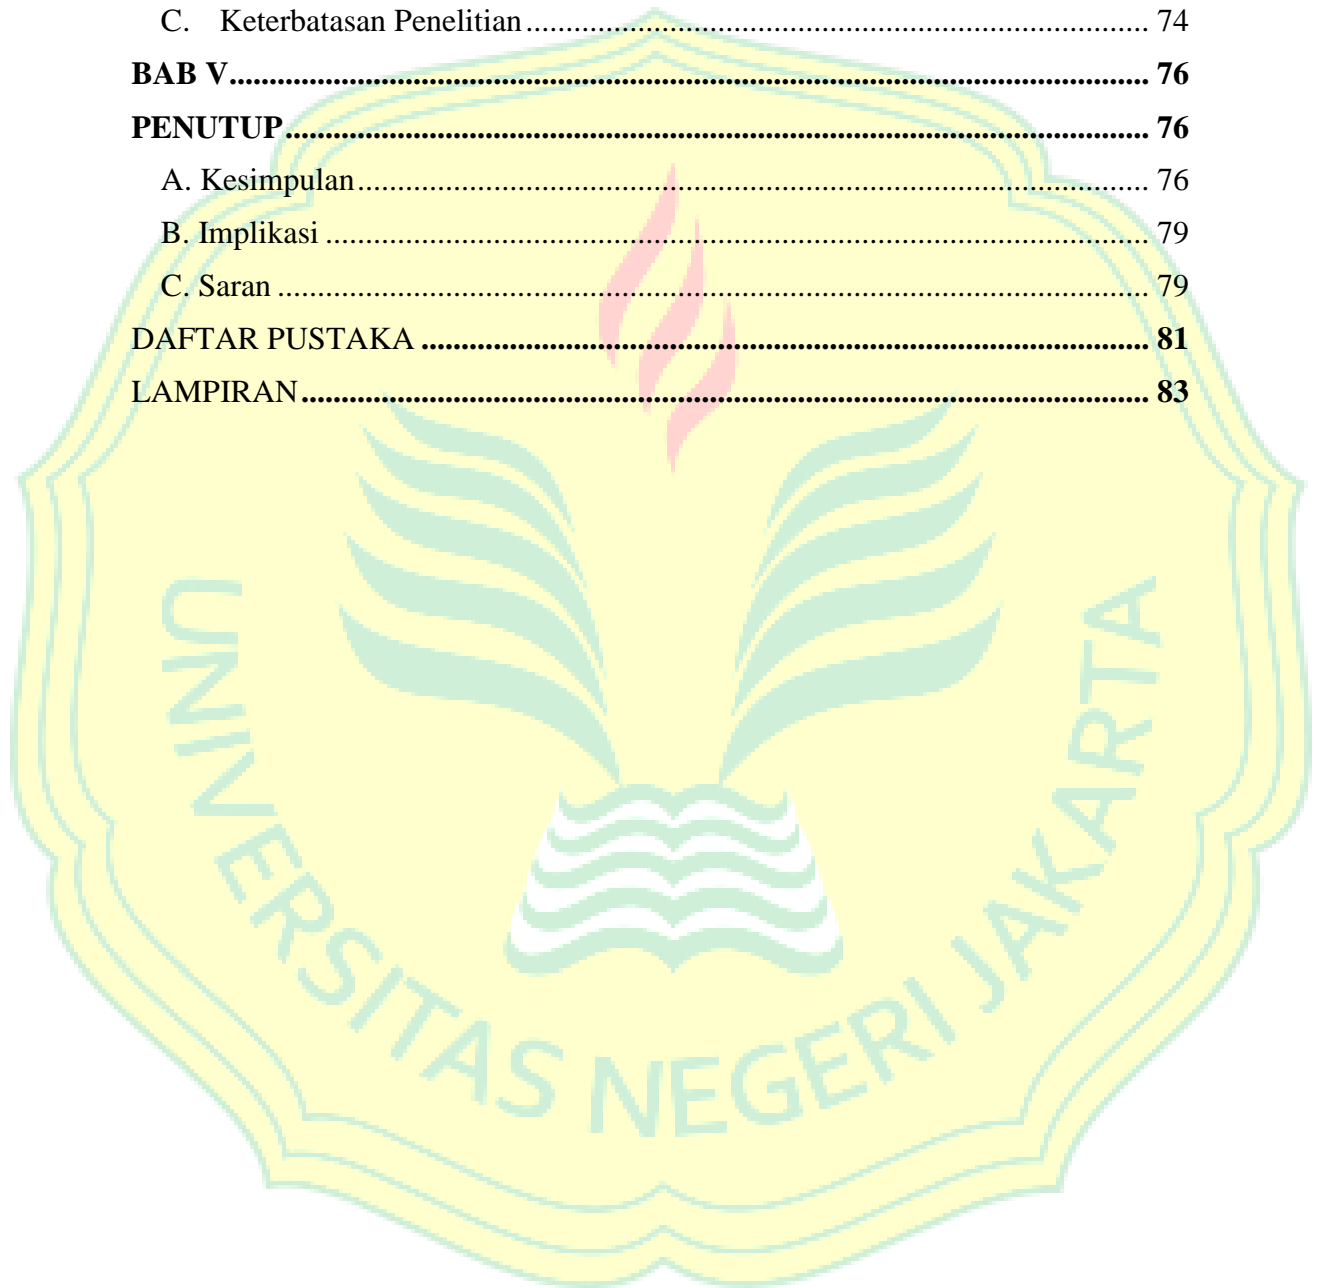 C. Keterbatasan Penelitian........................................................................... 74
BAB V................................................................................................................ 76
PENUTUP......................................................................................................... 76
A. Kesimpulan................................................................................................ 76
B. Implikasi .................................................................................................... 79
C. Saran .......................................................................................................... 79
DAFTAR PUSTAKA ........................................................................................ 81
LAMPIRAN....................................................................................................... 83
UNIVERSITAS NEGERI JAKARTA